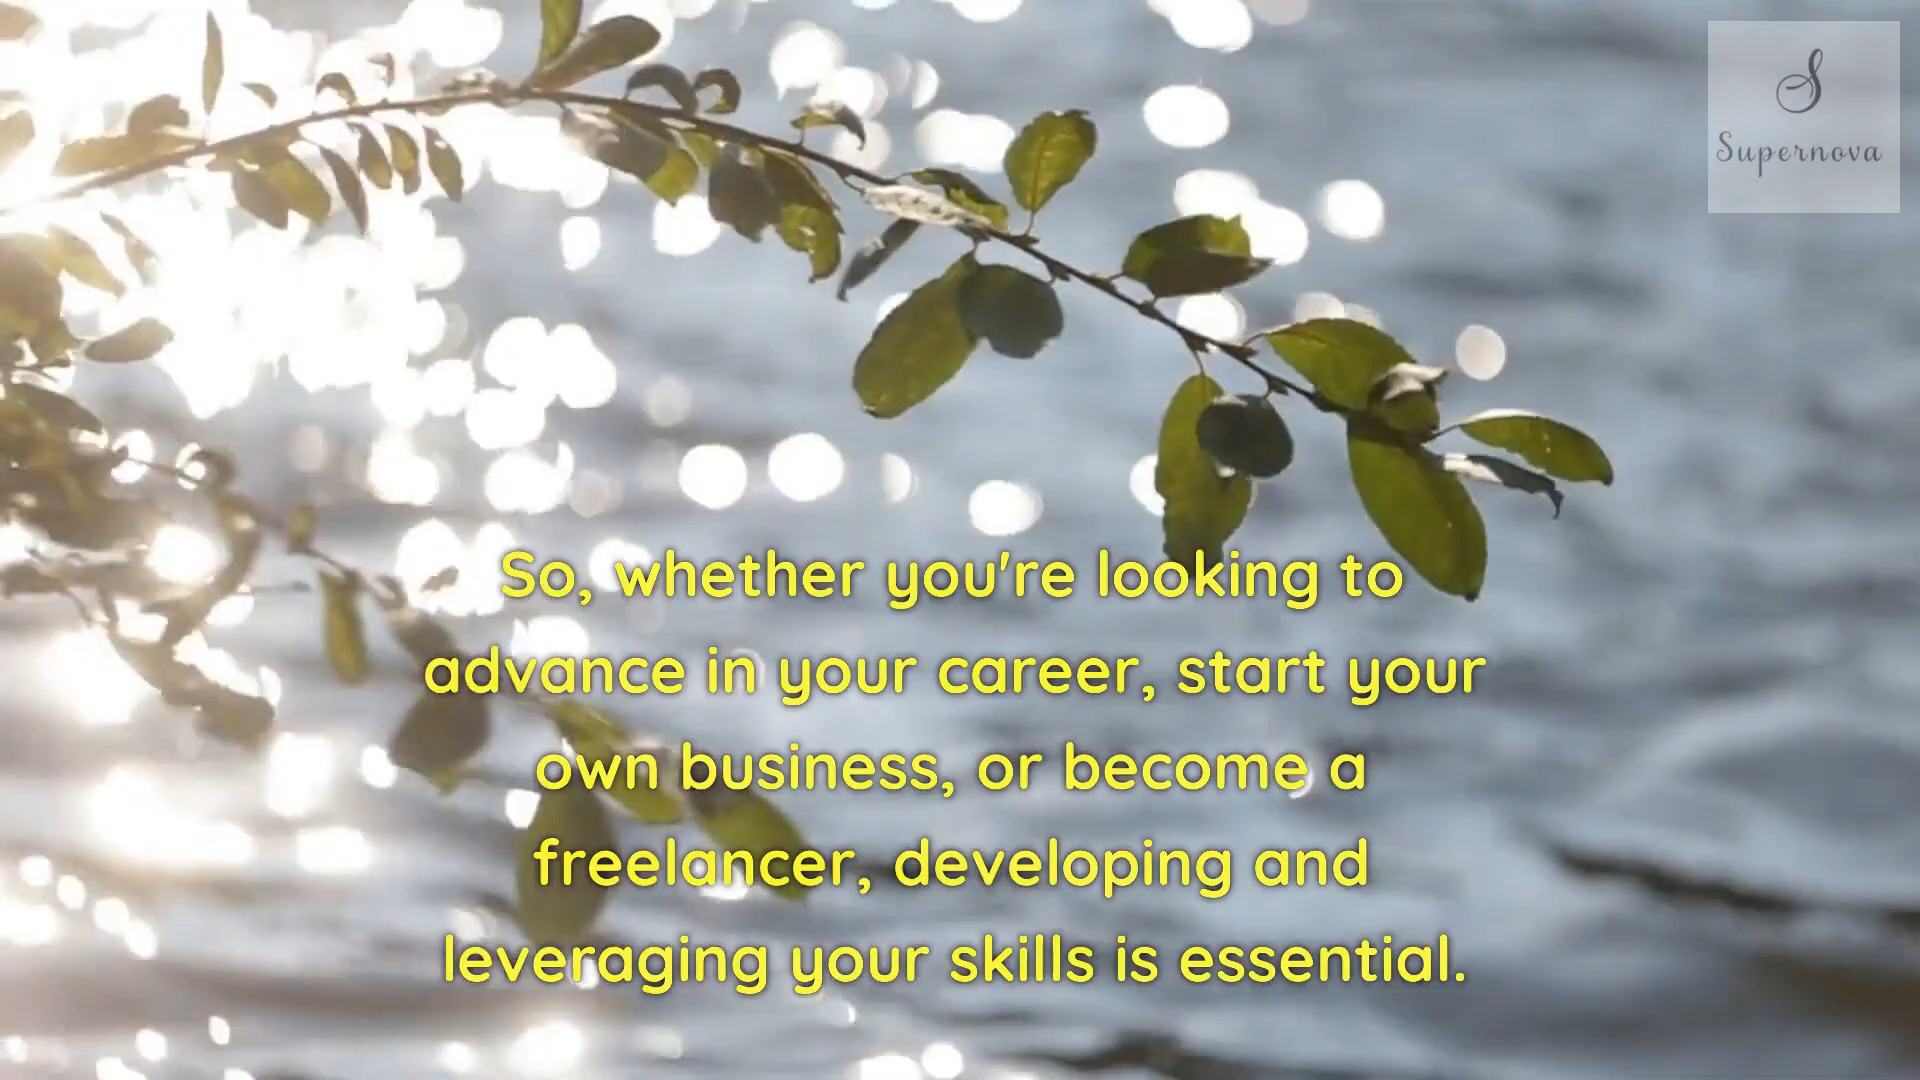 S
Supernova
So, whether you're looking to
advance in your career, start your
own business, or become a
freelancer, developing and
leveraging your skills is essential.